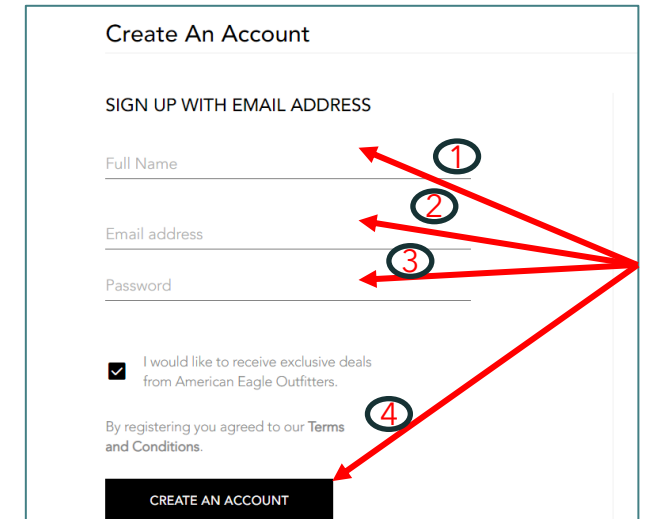 Create An Account
SIGN UP WITH EMAIL ADDRESS
Full Name
1
2
Email address
3
Password
I would like to receive exclusive deals
from American Eagle Outfitters.
4
By registering you agreed to our Terms
and Conditions.
CREATE AN ACCOUNT